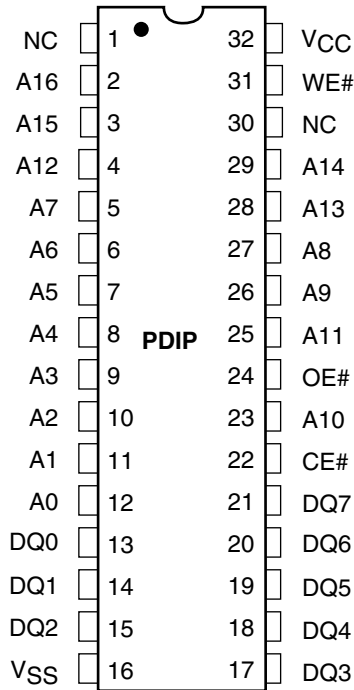 NC 1 32 VCC
A16 2 31 WE#
A15 3 30 NC
A12 4 29 A14
A7 5 28 A13
A6 6 27 A8
A5 7 26 A9
A4 8 PDIP 25 A11
A3 9 24 OE#
A2 10 23 A10
A1 11 22 CE#
A0 12 21 DQ7
DQ0 13 20 DQ6
DQ1 14 19 DQ5
DQ2 15 18 DQ4
VSS 16 17 DQ3